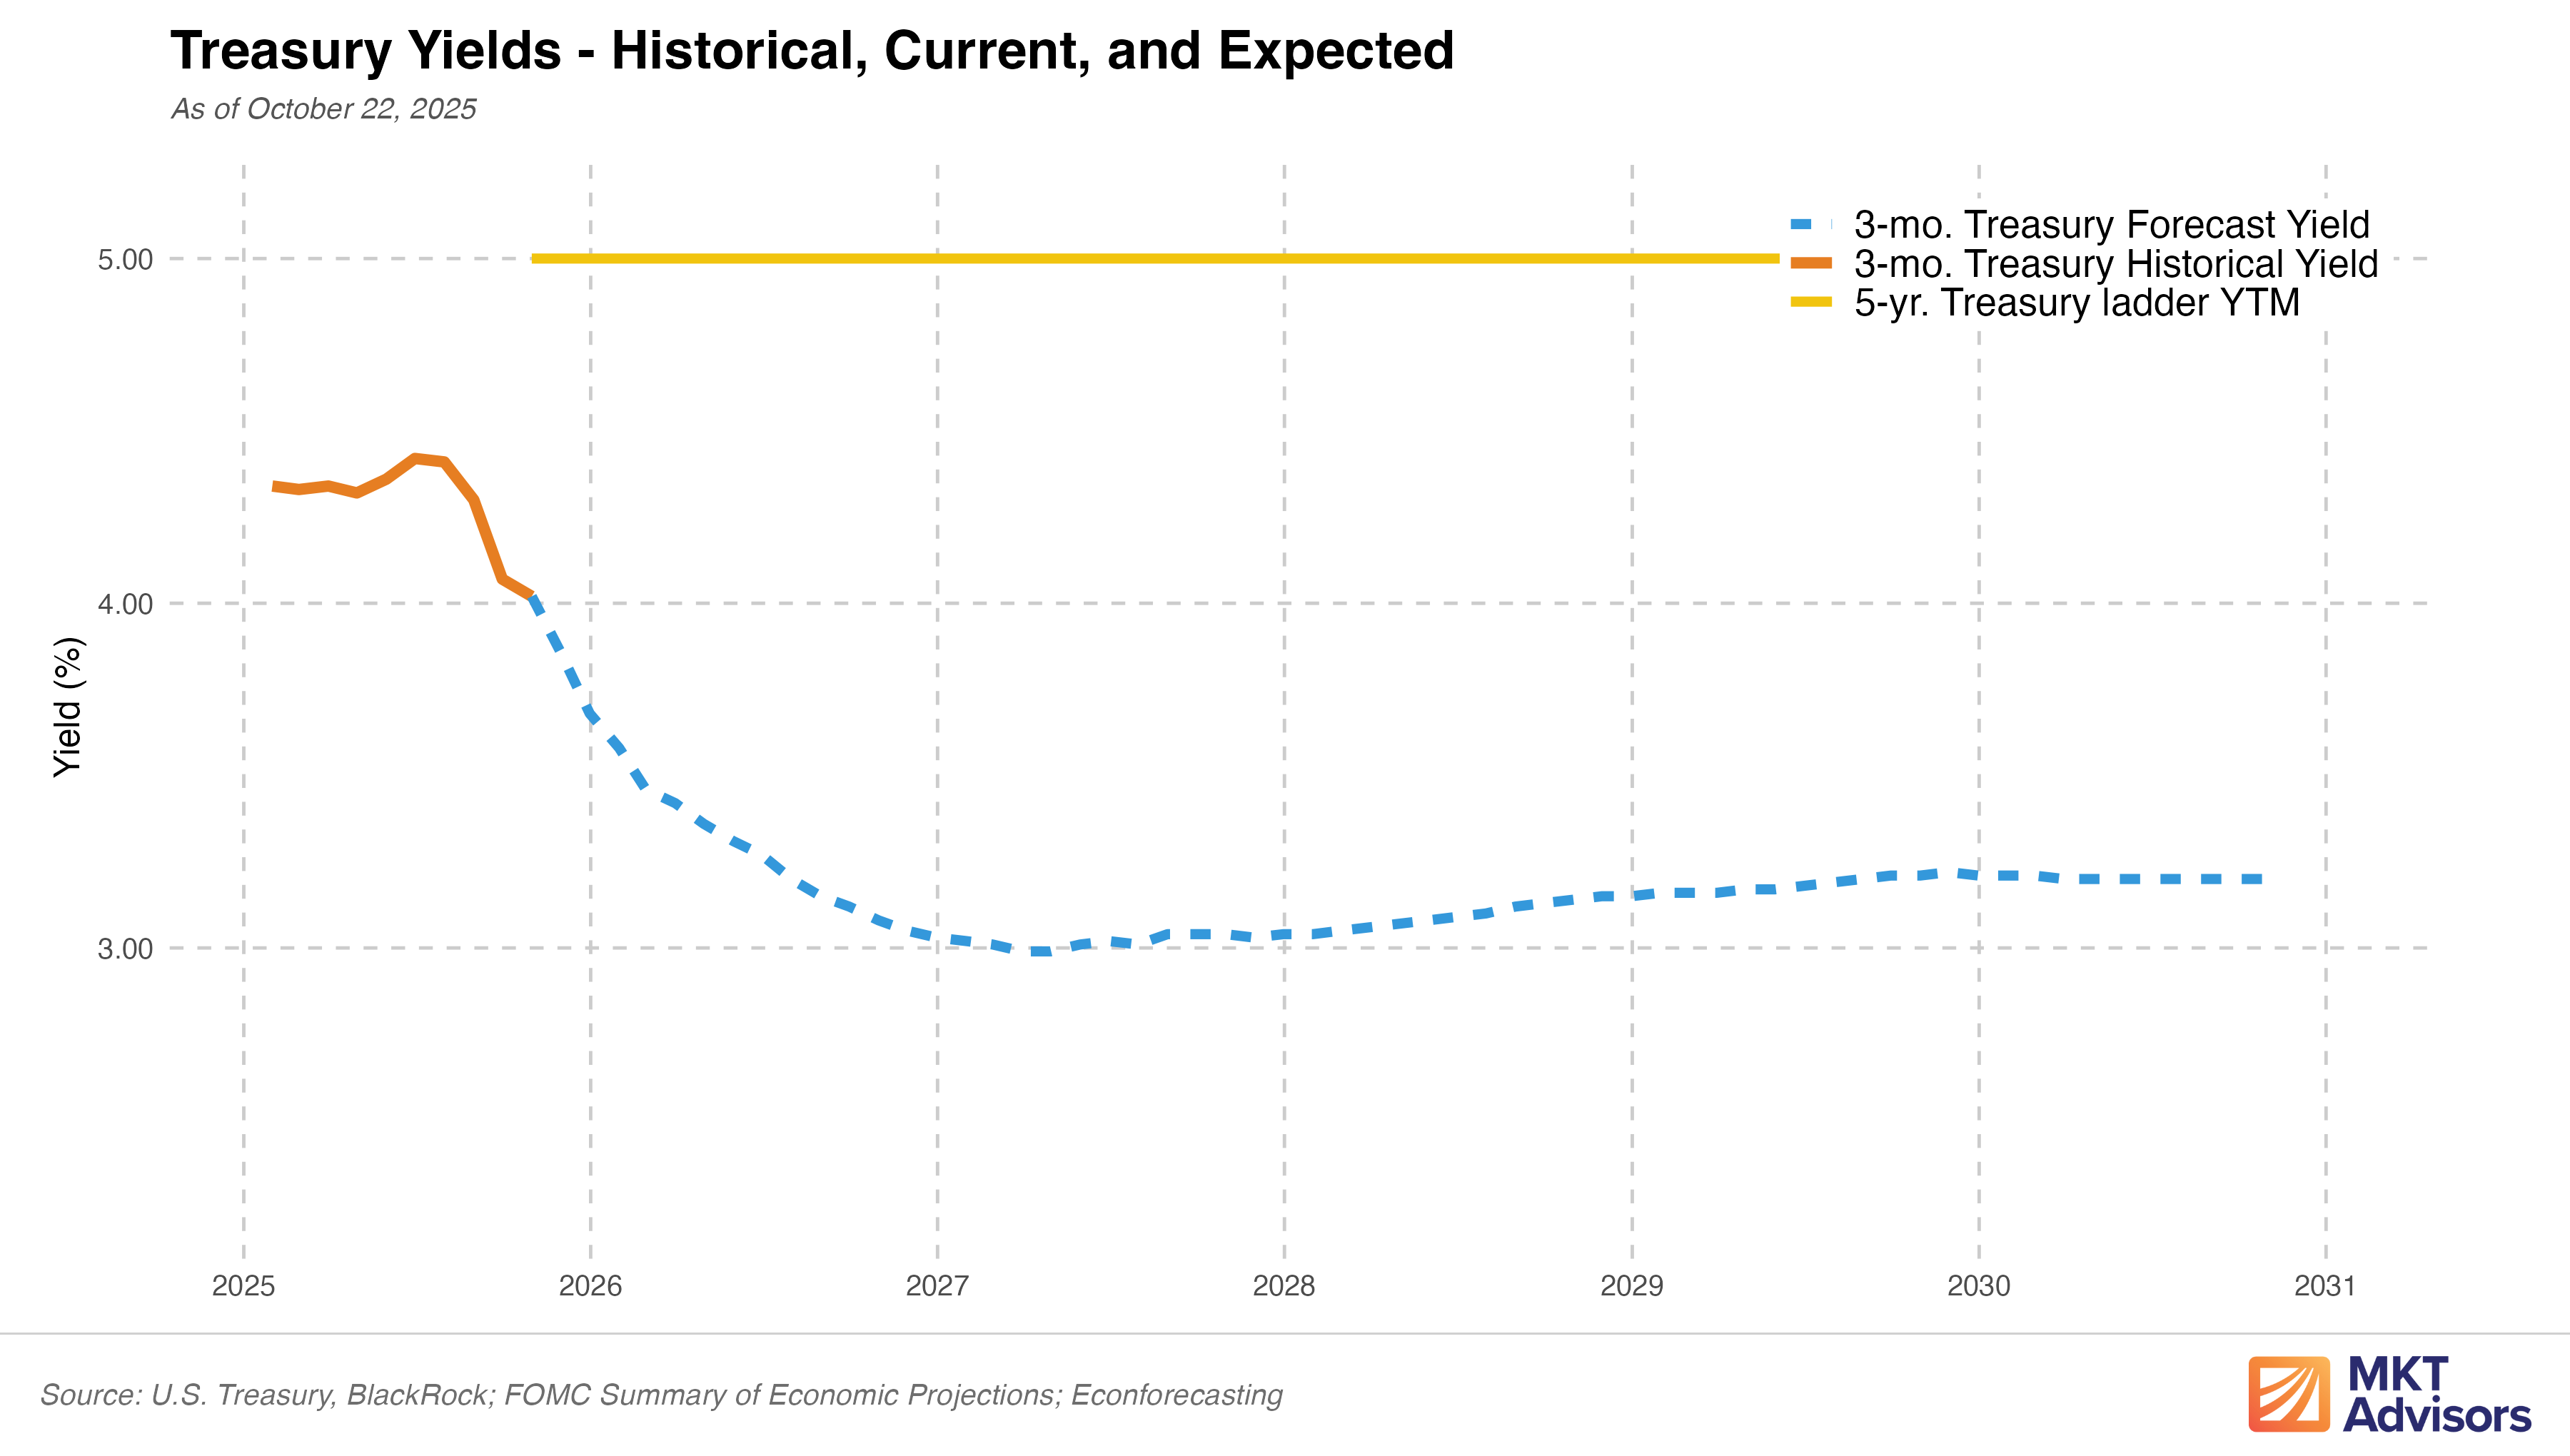 Treasury Yields - Historical, Current, and Expected
As of October 22, 2025
3-mo. Treasury Forecast Yield
3-mo. Treasury Historical Yield
5-yr. Treasury ladder YTM
5.00
4.00
3.00
Yield (%)
2025 2026 2027 2028 2029 2030 2031
Source: U.S. Treasury, BlackRock; FOMC Summary of Economic Projections; Econforecasting
MKT
Advisors